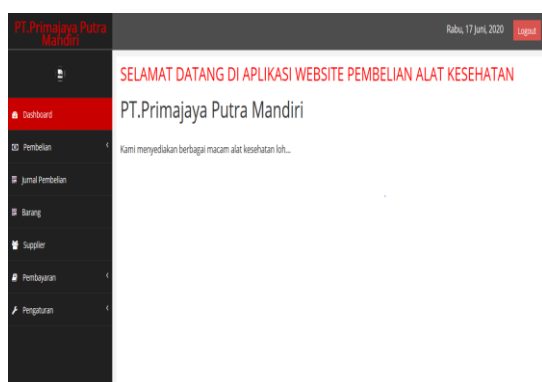 PT.Primajaya Putra
Mandiri
Rabu, 17 Juni, 2020
Logout
SELAMAT DATANG DI APLIKASI WEBSITE PEMBELIAN ALAT KESEHATAN
PT.Primajaya Putra Mandiri
Kami menyediakan berbagai macam alat kesehatan loh...
Dashboard
Pembelian
Jurnal Pembelian
Barang
Supplier
Pembayaran
Pengaturan